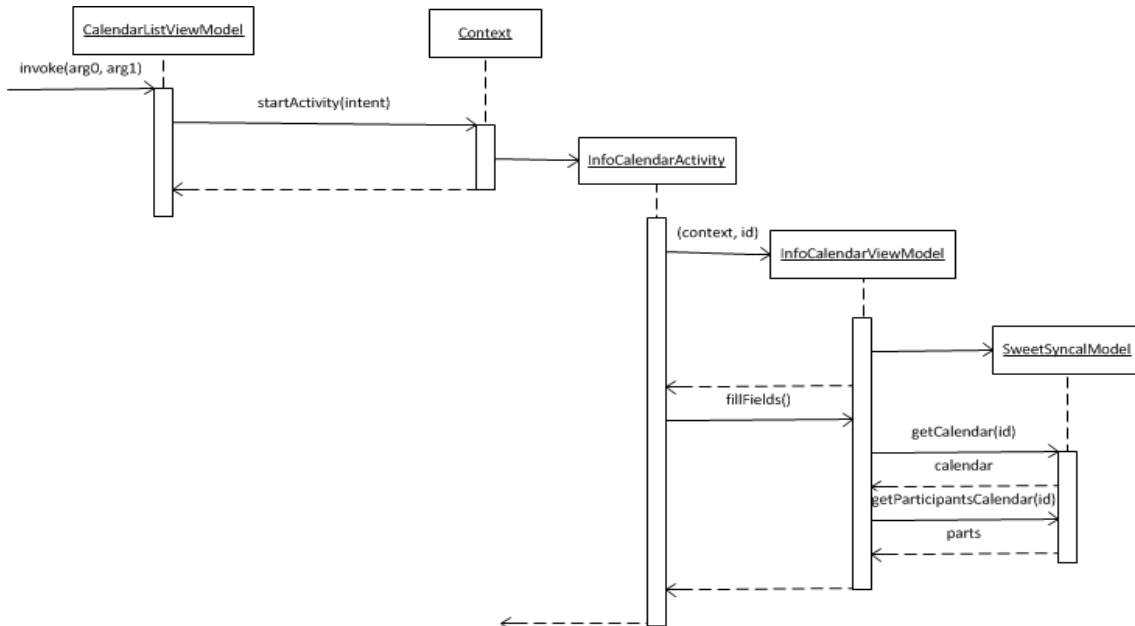 CalendarListViewModel
Context
invoke(arg0, arg1)
startActivity(intent)
InfoCalendarActivity
(context, id)
InfoCalendarViewModel
SweetSyncalModel
fillFields()
getCalendar(id)
calendar
getParticipantsCalendar(id)
parts